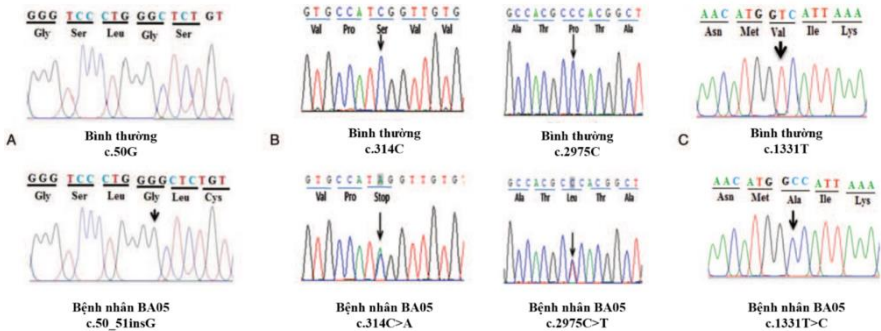 GGG TCC CTG GGC TCT GT
Gly Ser Leu Gly Ser
Bình thường
c.50G
A
GGG TCC CTG GGG CTC TGT
Gly Ser Leu Gly Leu Cys
Bệnh nhân BA05
c.50_51insG
G T G C C A T C G G T T G T G
Val Pro Ser Val Val
Bình thường
c.314C
B
G T G C C A T A G G T T G T G
Val Pro Stop
Bệnh nhân BA05
c.314C>A
G C C A C G C C C A C G G C T
Ala Thr Pro Thr Ala
Bình thường
c.2975C
Ala Thr Leu Thr Ala
Bệnh nhân BA05
c.2975C>T
AAC ATG GTC ATT AAA
Asn Met Val Ile Lys
Bình thường
c.1331T
C
AAC ATG GCC ATT AAA
Asn Met Ala Ile Lys
Bệnh nhân BA05
c.1331T>C